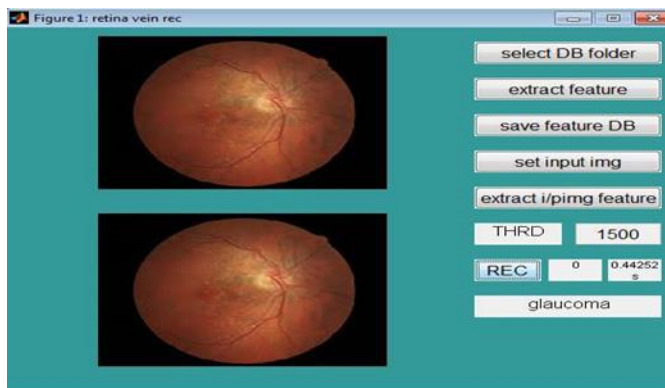 Figure 1: retina vein rec
select DB folder
extract feature
save feature DB
set input img
extract i/pimg feature
THRD 1500
REC 0 0.44252
s
glaucoma